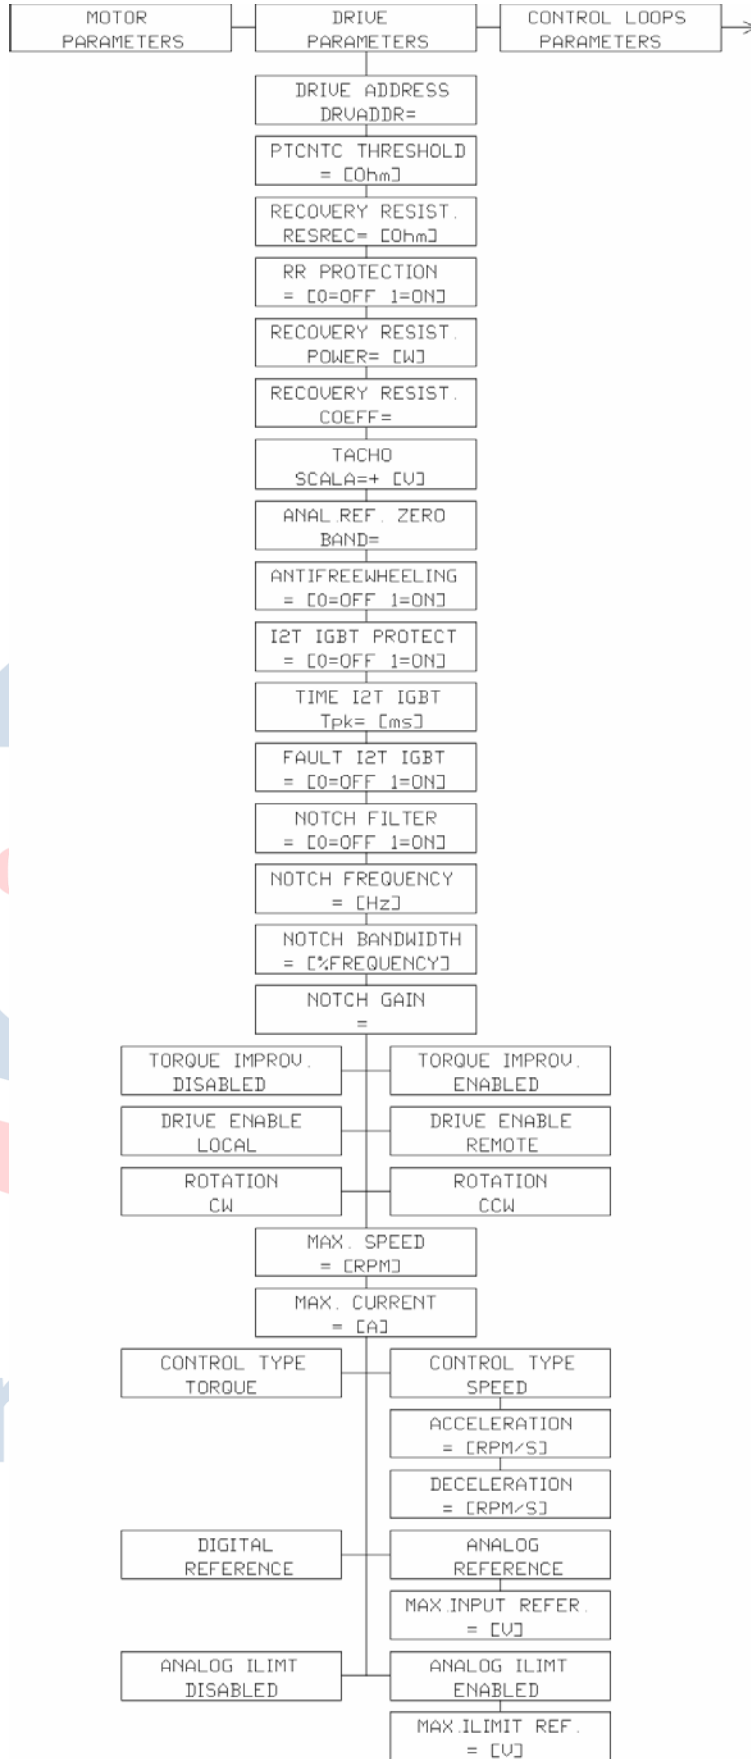 MOTOR
PARAMETERS
DRIVE
PARAMETERS
CONTROL LOOPS
PARAMETERS
DRIVE ADDRESS
DRVADDR=
PTCNTC THRESHOLD
= [Ohm]
RECOVERY RESIST.
RESREC= [Ohm]
RR PROTECTION
= [0=OFF 1=ON]
RECOVERY RESIST.
POWER= [W]
RECOVERY RESIST.
COEFF=
TACHO
SCALA=+ [V]
ANAL.REF. ZERO
BAND=
ANTIFREEWHEELING
= [0=OFF 1=ON]
I2T IGBT PROTECT
= [0=OFF 1=ON]
TIME I2T IGBT
Tpk= [ms]
FAULT I2T IGBT
= [0=OFF 1=ON]
NOTCH FILTER
= [0=OFF 1=ON]
NOTCH FREQUENCY
= [Hz]
NOTCH BANDWIDTH
= [%FREQUENCY]
NOTCH GAIN
=
TORQUE IMPROV.
DISABLED
TORQUE IMPROV.
ENABLED
DRIVE ENABLE
LOCAL
DRIVE ENABLE
REMOTE
ROTATION
CW
ROTATION
CCW
MAX. SPEED
= [RPM]
MAX. CURRENT
= [A]
CONTROL TYPE
TORQUE
CONTROL TYPE
SPEED
ACCELERATION
= [RPM/S]
DECELERATION
= [RPM/S]
DIGITAL
REFERENCE
ANALOG
REFERENCE
MAX.INPUT REFER.
= [V]
ANALOG ILIMT
DISABLED
ANALOG ILIMT
ENABLED
MAX.ILIMIT REF.
= [V]